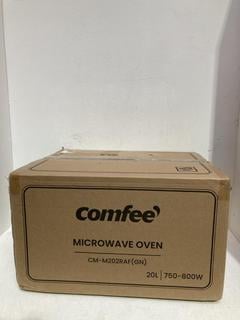 comfee'
MICROWAVE OVEN
CM-M202RAF(GN)
20L | 750-800W